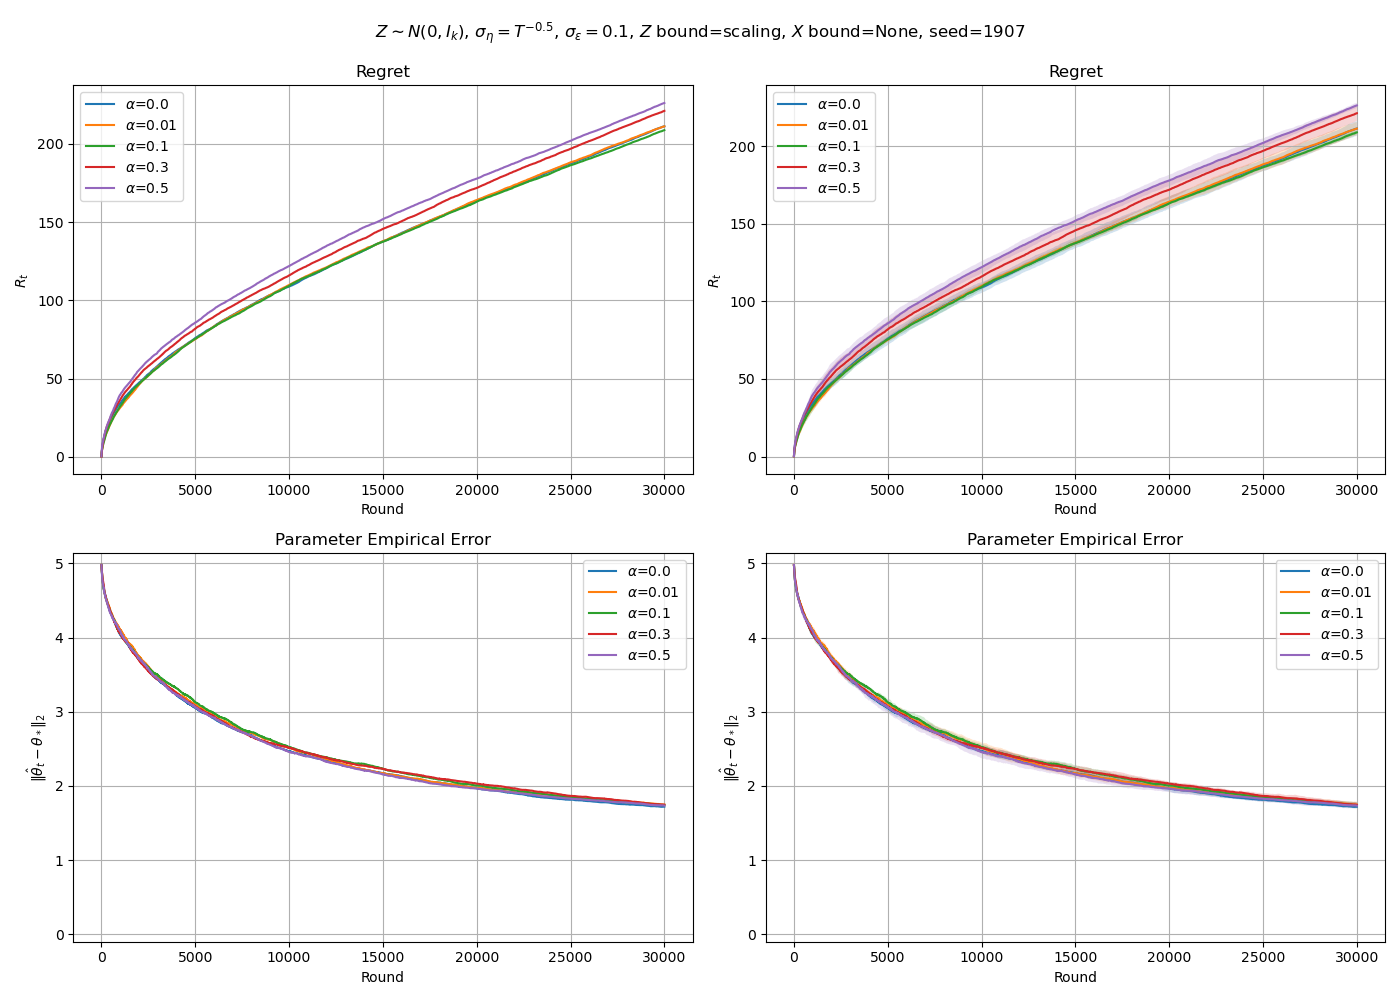 Z ∼ N(0, I_k), σ_η = T^{−0.5}, σ_ε = 0.1, Z bound=scaling, X bound=None, seed=1907
Regret
α=0.0
α=0.01
α=0.1
α=0.3
α=0.5
200
150
100
50
0
R_t
0 5000 10000 15000 20000 25000 30000
Round
Regret
α=0.0
α=0.01
α=0.1
α=0.3
α=0.5
200
150
100
50
0
R_t
0 5000 10000 15000 20000 25000 30000
Round
Parameter Empirical Error
α=0.0
α=0.01
α=0.1
α=0.3
α=0.5
5
4
3
2
1
0
‖θ̂_t − θ_*‖_2
0 5000 10000 15000 20000 25000 30000
Round
Parameter Empirical Error
α=0.0
α=0.01
α=0.1
α=0.3
α=0.5
5
4
3
2
1
0
‖θ̂_t − θ_*‖_2
0 5000 10000 15000 20000 25000 30000
Round